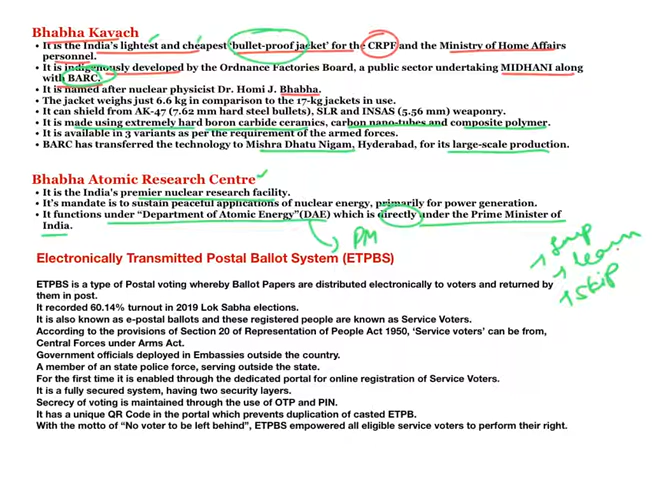 Bhabha Kavach
• It is the India's lightest and cheapest 'bullet-proof jacket' for the CRPF and the Ministry of Home Affairs
personnel.
• It is indigenously developed by the Ordnance Factories Board, a public sector undertaking MIDHANI along
with BARC.
• It is named after nuclear physicist Dr. Homi J. Bhabha.
• The jacket weighs just 6.6 kg in comparison to the 17-kg jackets in use.
• It can shield from AK-47 (7.62 mm hard steel bullets), SLR and INSAS (5.56 mm) weaponry.
• It is made using extremely hard boron carbide ceramics, carbon nano-tubes and composite polymer.
• It is available in 3 variants as per the requirement of the armed forces.
• BARC has transferred the technology to Mishra Dhatu Nigam, Hyderabad, for its large-scale production.
Bhabha Atomic Research Centre
• It is the India's premier nuclear research facility.
• It's mandate is to sustain peaceful applications of nuclear energy, primarily for power generation.
• It functions under "Department of Atomic Energy"(DAE) which is directly under the Prime Minister of
India.
PM
learn
skip
Electronically Transmitted Postal Ballot System (ETPBS)
ETPBS is a type of Postal voting whereby Ballot Papers are distributed electronically to voters and returned by
them in post.
It recorded 60.14% turnout in 2019 Lok Sabha elections.
It is also known as e-postal ballots and these registered people are known as Service Voters.
According to the provisions of Section 20 of Representation of People Act 1950, 'Service voters' can be from,
Central Forces under Arms Act.
Government officials deployed in Embassies outside the country.
A member of an state police force, serving outside the state.
For the first time it is enabled through the dedicated portal for online registration of Service Voters.
It is a fully secured system, having two security layers.
Secrecy of voting is maintained through the use of OTP and PIN.
It has a unique QR Code in the portal which prevents duplication of casted ETPB.
With the motto of "No voter to be left behind", ETPBS empowered all eligible service voters to perform their right.